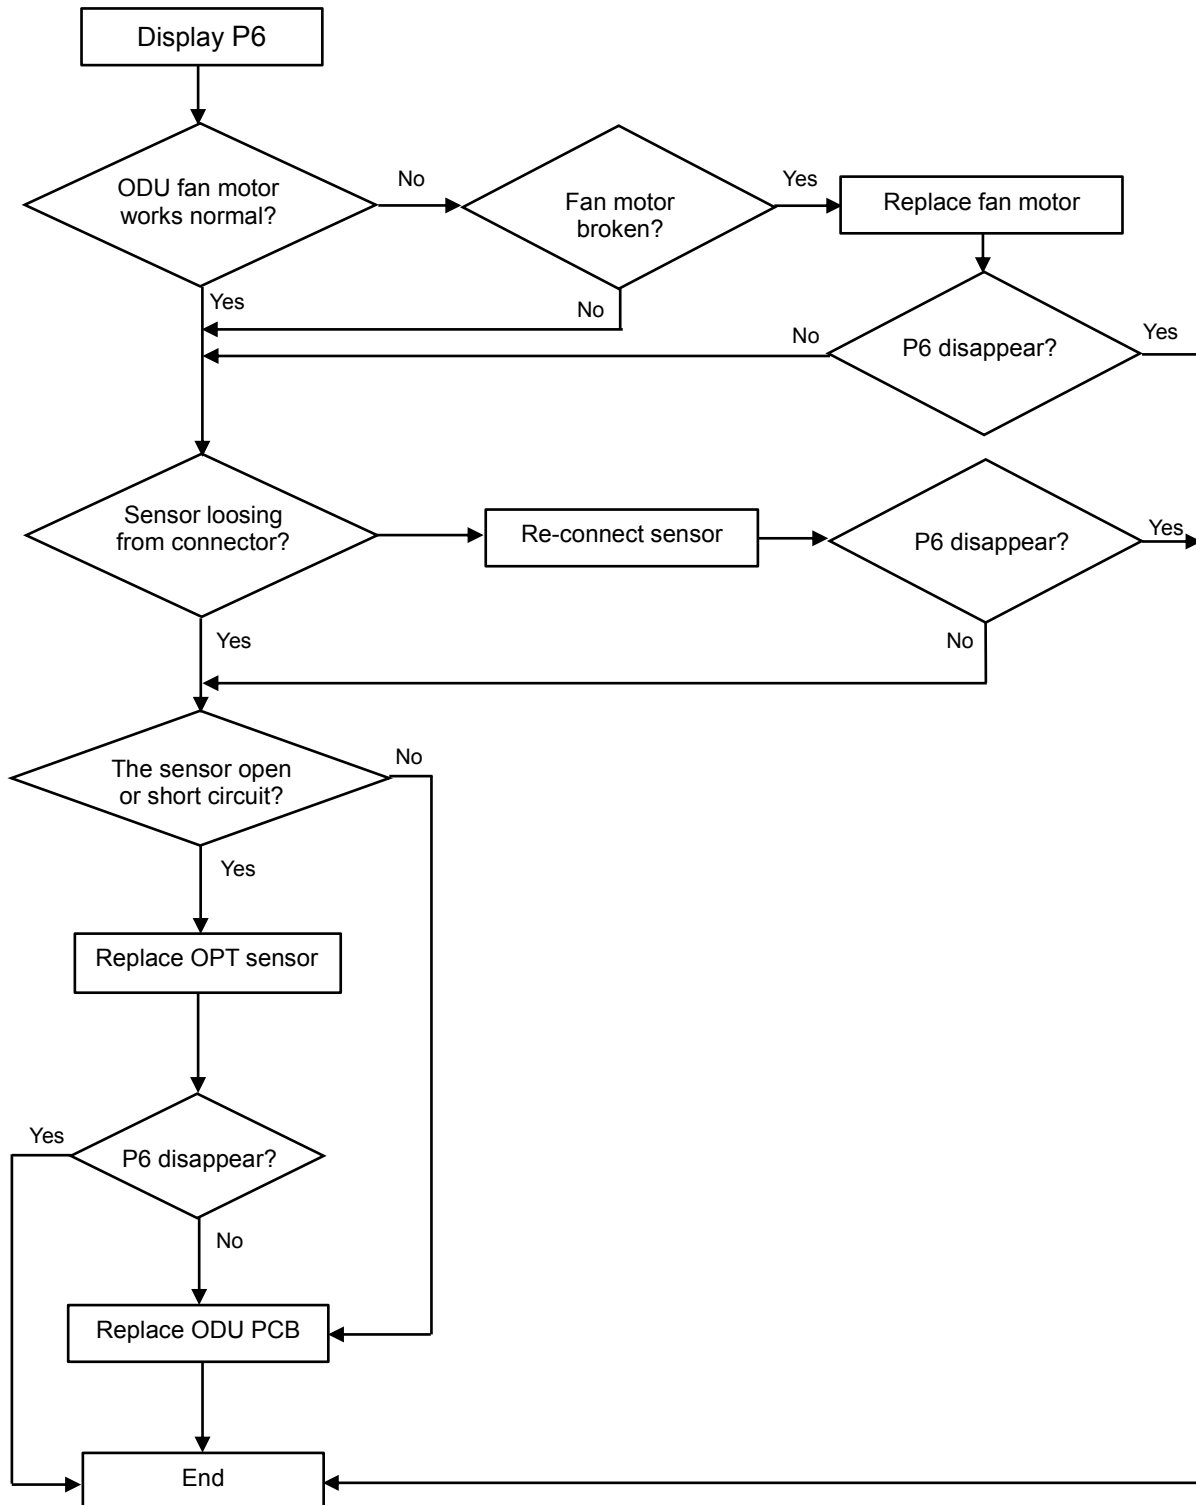 Display P6
ODU fan motor
works normal?
No
Fan motor
broken?
Yes
Replace fan motor
Yes
No
No
P6 disappear?
Yes
Sensor loosing
from connector?
Re-connect sensor
P6 disappear?
Yes
Yes
No
The sensor open
or short circuit?
No
Yes
Replace OPT sensor
Yes
P6 disappear?
No
Replace ODU PCB
End